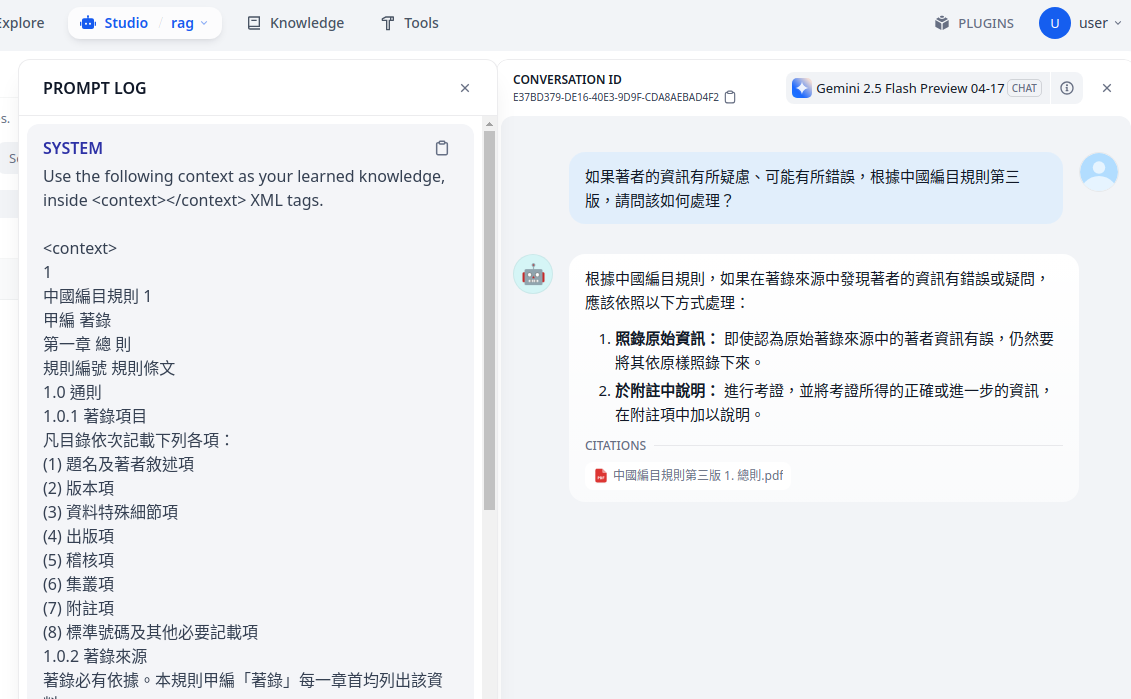 Explore
Studio / rag
Knowledge
Tools
PLUGINS
U
user
s.
PROMPT LOG
SYSTEM
Use the following context as your learned knowledge,
inside <context></context> XML tags.
<context>
1
中國編目規則 1
甲編 著錄
第一章 總 則
規則編號 規則條文
1.0 通則
1.0.1 著錄項目
凡目錄依次記載下列各項：
(1) 題名及著者敘述項
(2) 版本項
(3) 資料特殊細節項
(4) 出版項
(5) 稽核項
(6) 集叢項
(7) 附註項
(8) 標準號碼及其他必要記載項
1.0.2 著錄來源
著錄必有依據。本規則甲編「著錄」每一章首均列出該資
CONVERSATION ID
E37BD379-DE16-40E3-9D9F-CDA8AEBAD4F2
Gemini 2.5 Flash Preview 04-17 CHAT
如果著者的資訊有所疑慮、可能有所錯誤，根據中國編目規則第三
版，請問該如何處理？
根據中國編目規則，如果在著錄來源中發現著者的資訊有錯誤或疑問，
應該依照以下方式處理：
1. 照錄原始資訊： 即使認為原始著錄來源中的著者資訊有誤，仍然要
將其依原樣照錄下來。
2. 於附註中說明： 進行考證，並將考證所得的正確或進一步的資訊，
在附註項中加以說明。
CITATIONS
中國編目規則第三版 1. 總則.pdf